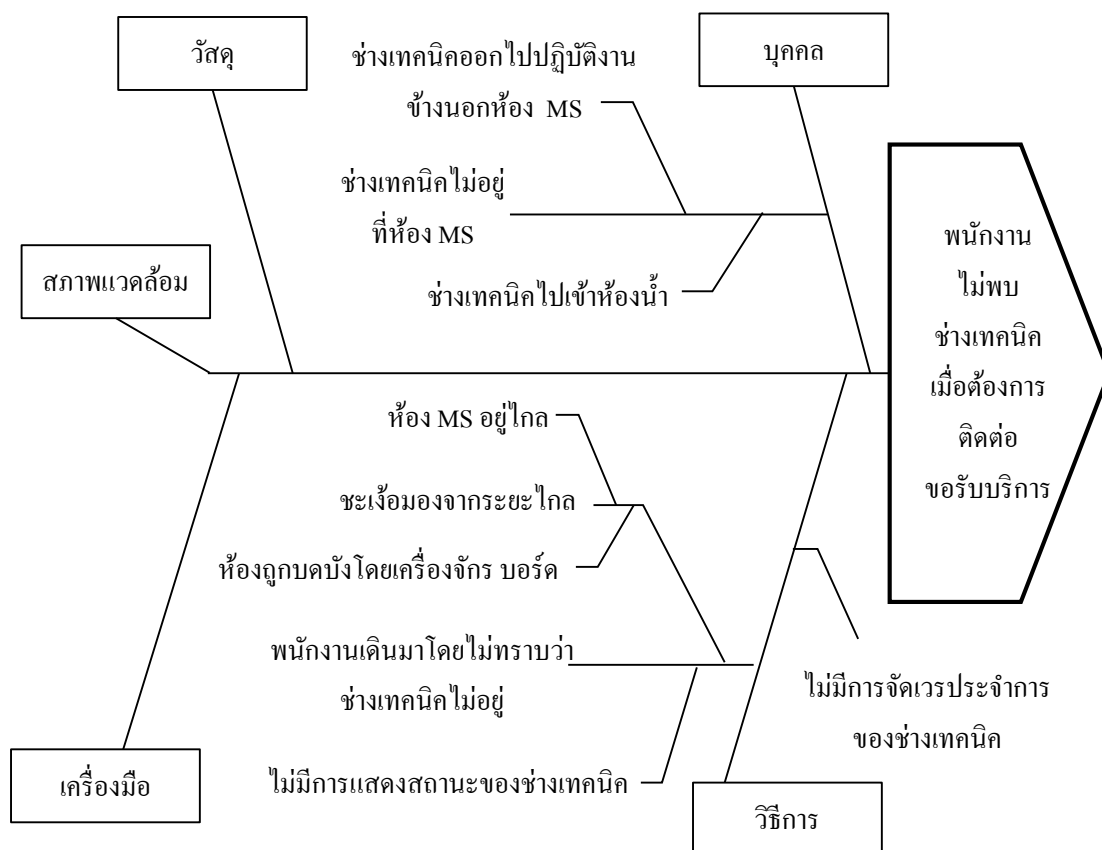 วัสดุ
ช่างเทคนิคออกไปปฏิบัติงาน
ข้างนอกห้อง MS
บุคคล
ช่างเทคนิคไม่อยู่
ที่ห้อง MS
ช่างเทคนิคไปเข้าห้องน้ำ
สภาพแวดล้อม
พนักงาน
ไม่พบ
ช่างเทคนิค
เมื่อต้องการ
ติดต่อ
ขอรับบริการ
ห้อง MS อยู่ไกล
ชะเง้อมองจากระยะไกล
ห้องถูกบดบังโดยเครื่องจักร บอร์ด
พนักงานเดินมาโดยไม่ทราบว่า
ช่างเทคนิคไม่อยู่
ไม่มีการแสดงสถานะของช่างเทคนิค
ไม่มีการจัดเวรประจำการ
ของช่างเทคนิค
เครื่องมือ
วิธีการ